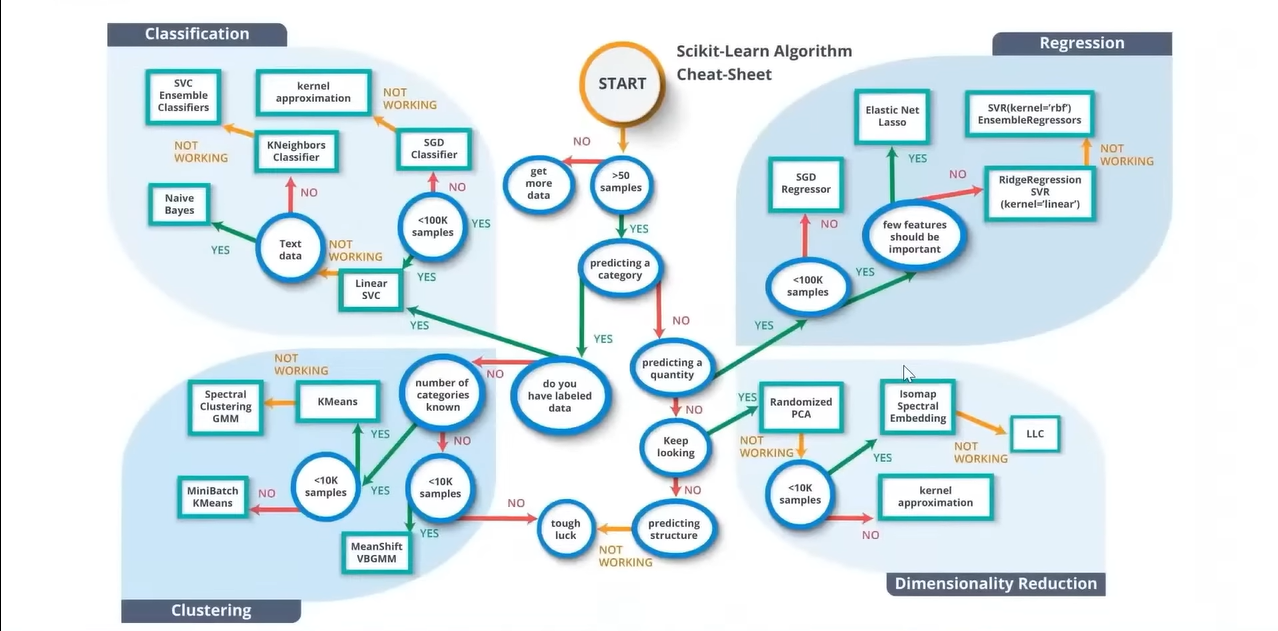 Classification
Scikit-Learn Algorithm
Cheat-Sheet
Regression
START
SVC
Ensemble
Classifiers
kernel
approximation
NOT
WORKING
NOT
WORKING
KNeighbors
Classifier
SGD
Classifier
NO
NO
Naive
Bayes
YES
Text
data
NOT
WORKING
<100K
samples
YES
YES
Linear
SVC
YES
NO
get
more
data
>50
samples
YES
predicting a
category
YES
NO
do you
have labeled
data
NO
predicting a
quantity
YES
NO
Keep
looking
YES
NO
predicting
structure
NOT
WORKING
tough
luck
Elastic Net
Lasso
SVR(kernel='rbf')
EnsembleRegressors
NOT
WORKING
YES
NO
SGD
Regressor
NO
RidgeRegression
SVR
(kernel='linear')
few features
should be
important
<100K
samples
YES
NOT
WORKING
Spectral
Clustering
GMM
KMeans
number of
categories
known
YES
NO
<10K
samples
YES
<10K
samples
MiniBatch
KMeans
NO
NO
YES
MeanShift
VBGMM
Clustering
Randomized
PCA
NOT
WORKING
Isomap
Spectral
Embedding
LLC
NOT
WORKING
YES
<10K
samples
kernel
approximation
NO
Dimensionality Reduction